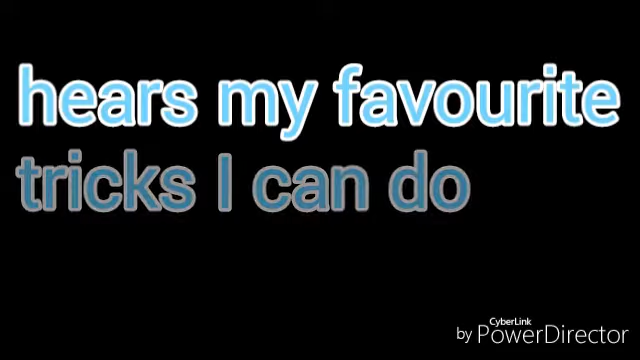 hears my favourite
tricks I can do
CyberLink
by PowerDirector